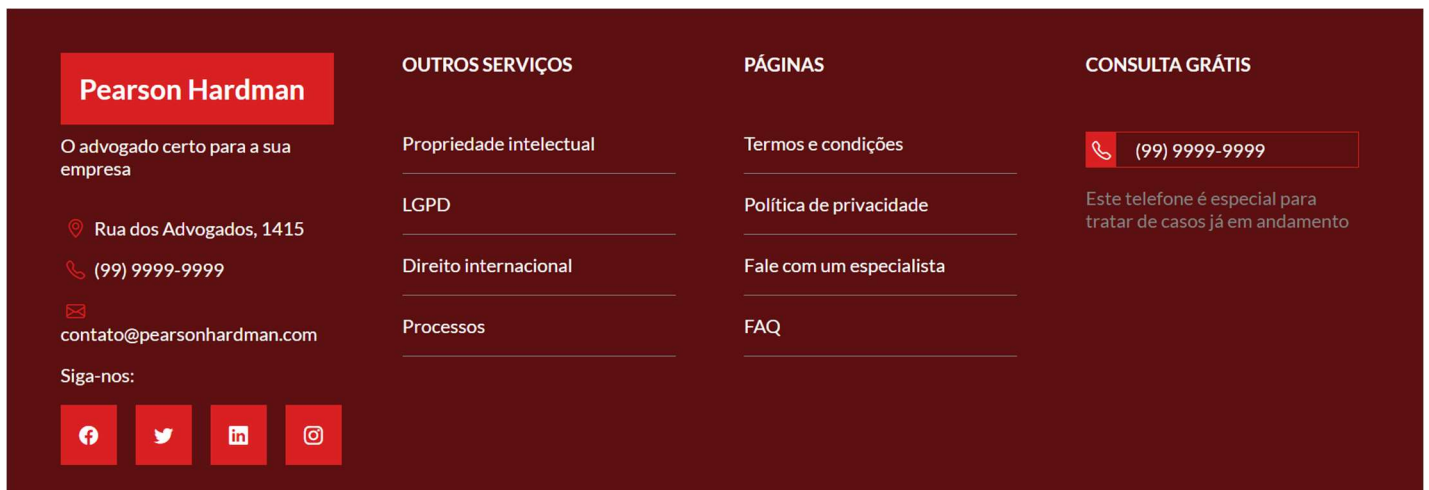 Pearson Hardman
O advogado certo para a sua
empresa
Rua dos Advogados, 1415
(99) 9999-9999
contato@pearsonhardman.com
Siga-nos:
OUTROS SERVIÇOS
Propriedade intelectual
LGPD
Direito internacional
Processos
PÁGINAS
Termos e condições
Política de privacidade
Fale com um especialista
FAQ
CONSULTA GRÁTIS
(99) 9999-9999
Este telefone é especial para
tratar de casos já em andamento